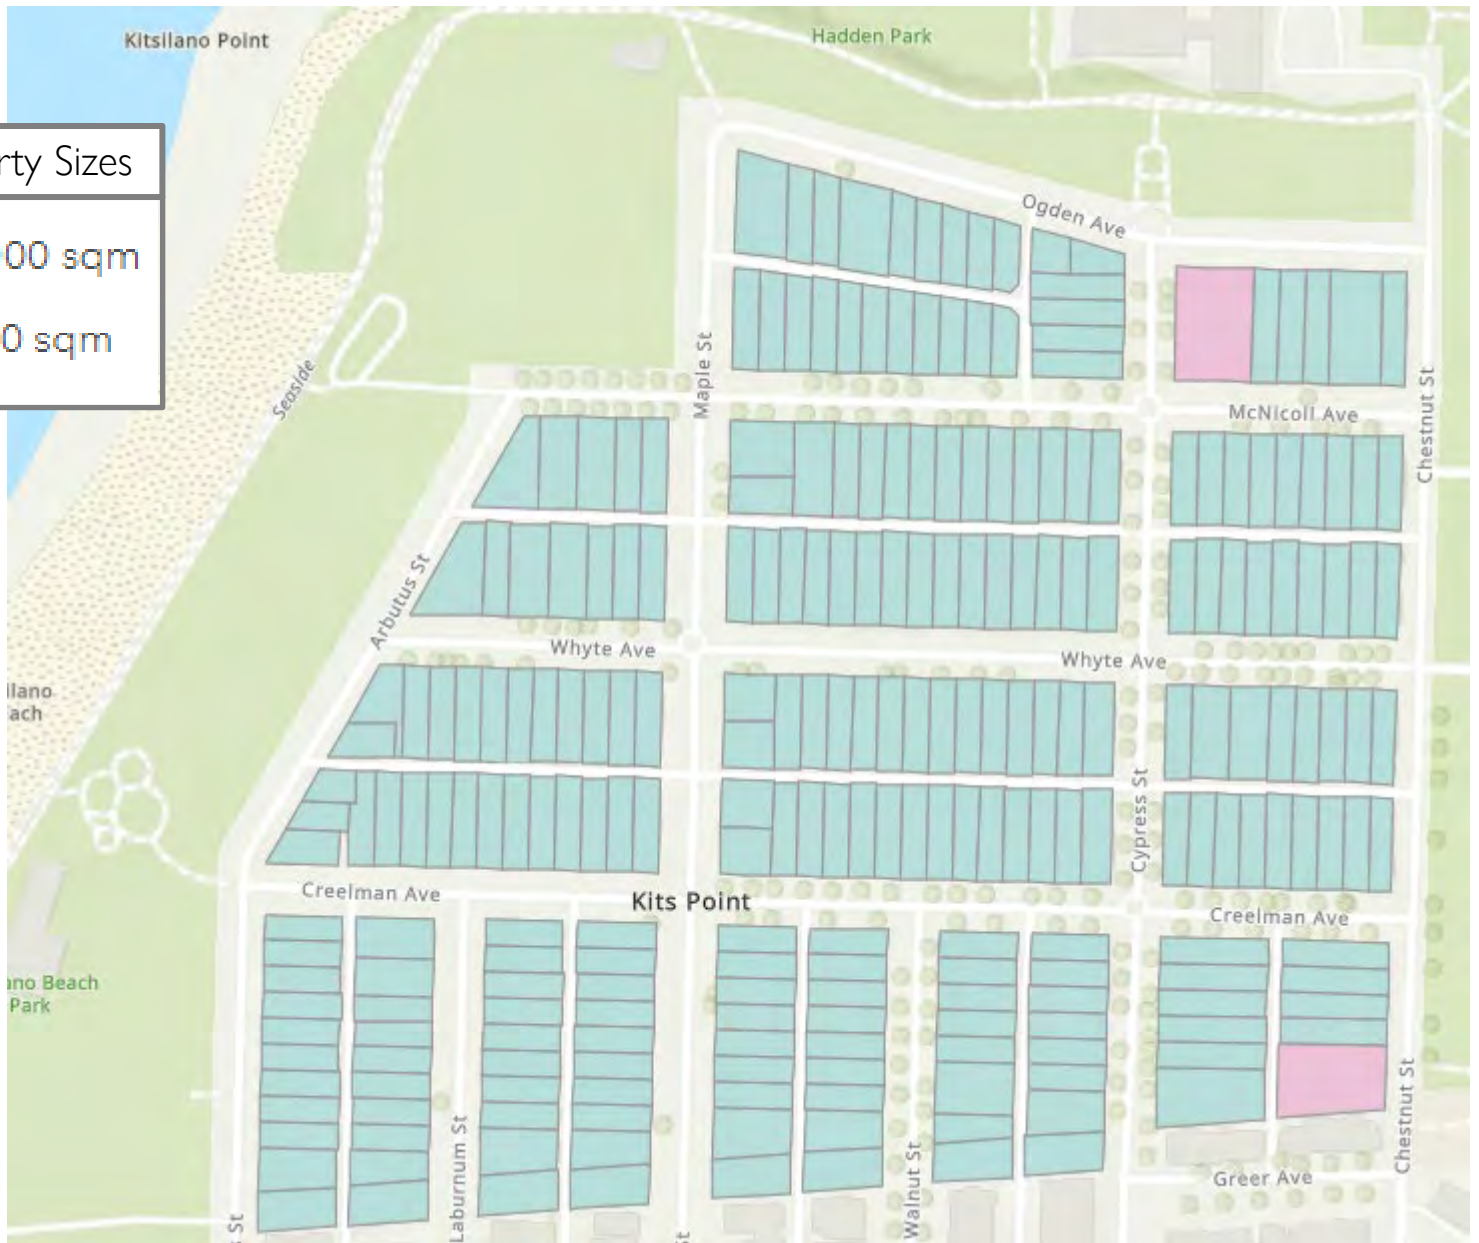 Kitsilano Point
Hadden Park
rty Sizes
00 sqm
0 sqm
Ogden Ave
Maple St
Seaside
McNicoll Ave
Chestnut St
Arbutus St
Whyte Ave
Whyte Ave
ilano
ach
Cypress St
Creelman Ave
Kits Point
Creelman Ave
ano Beach
Park
Laburnum St
Walnut St
Chestnut St
Greer Ave
St
St